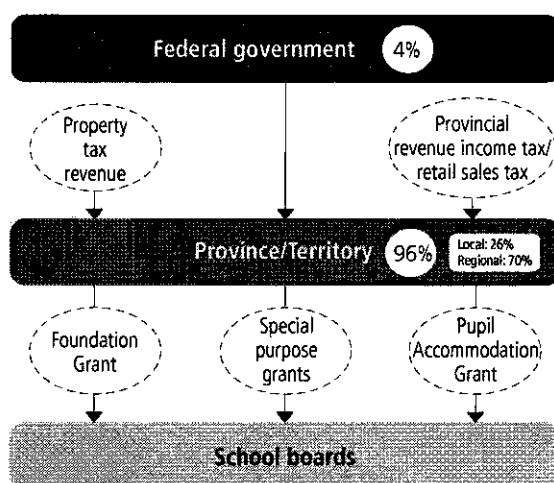 Federal government 4%
Property
tax
revenue
Provincial
revenue income tax/
retail sales tax
Province/Territory 96%
Local: 26%
Regional: 70%
Foundation
Grant
Special
purpose
grants
Pupil
Accommodation
Grant
School boards